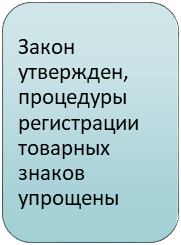 Закон
утвержден,
процедуры
регистрации
товарных
знаков
упрощены